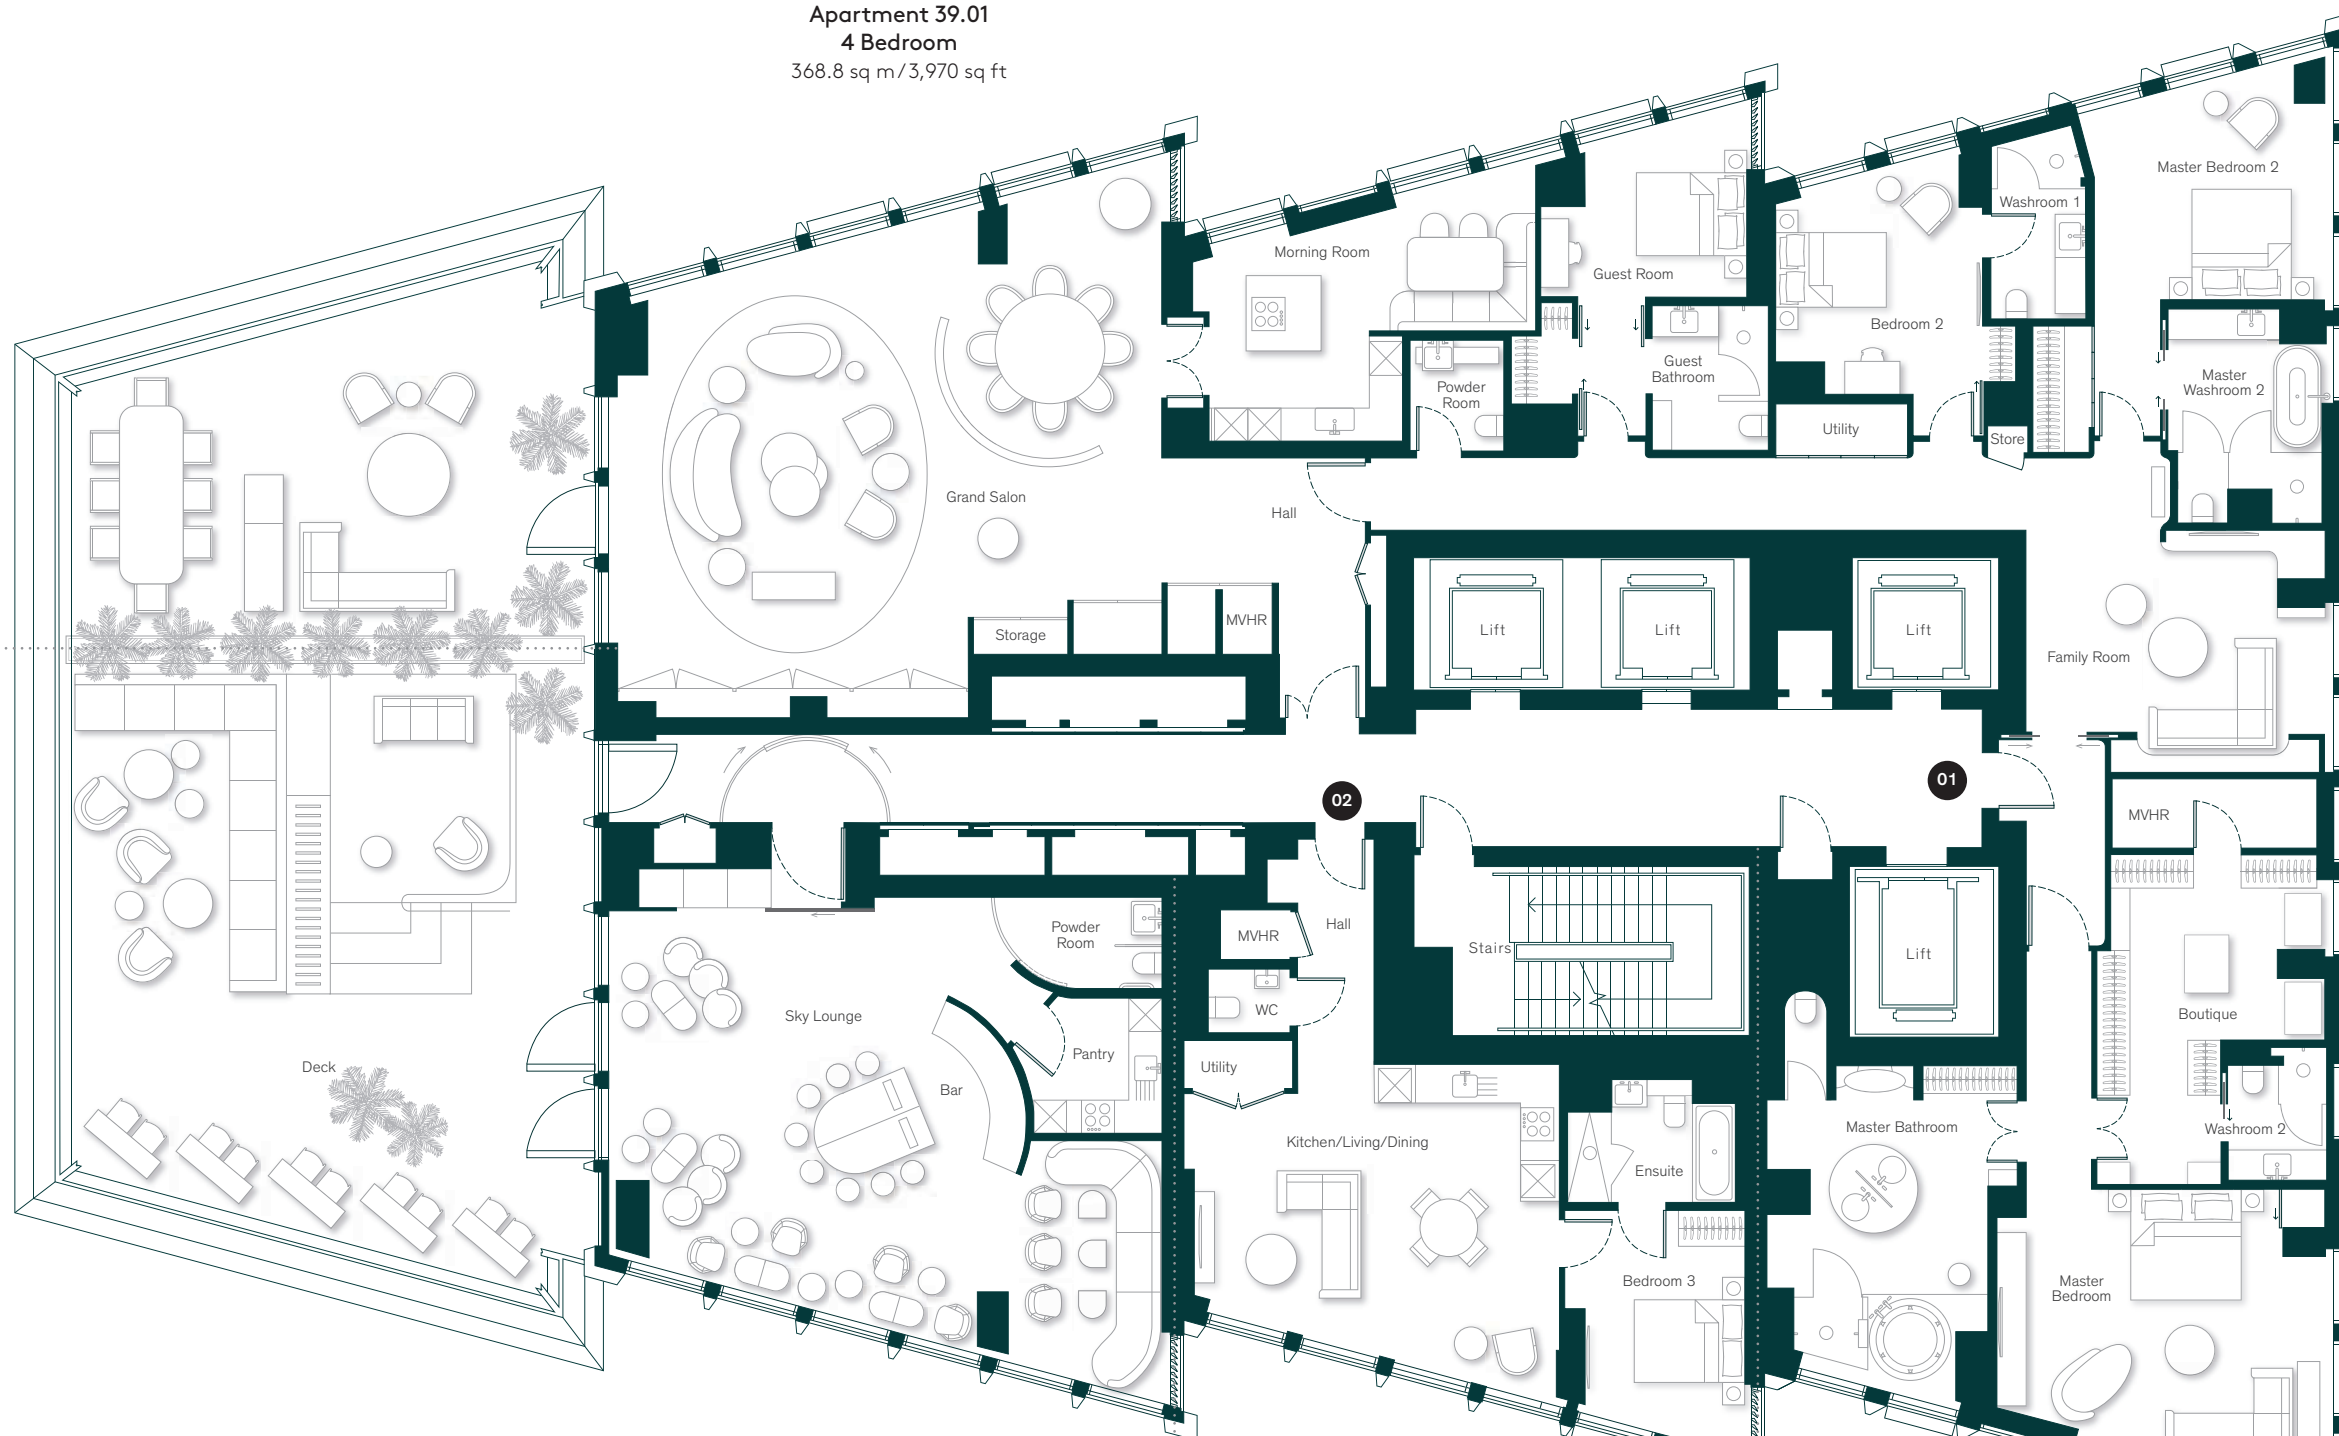 Apartment 39.01
4 Bedroom
368.8 sq m / 3,970 sq ft
Master Bedroom 2
Washroom 1
Morning Room
Guest Room
Bedroom 2
Guest
Bathroom
Powder
Room
Master
Washroom 2
Utility
Store
Grand Salon
Hall
Storage
MVHR
Lift
Lift
Lift
Family Room
01
02
MVHR
Powder
Room
MVHR
Hall
Stairs
Lift
WC
Sky Lounge
Boutique
Deck
Bar
Pantry
Utility
Kitchen/Living/Dining
Ensuite
Master Bathroom
Washroom 2
Bedroom 3
Master
Bedroom